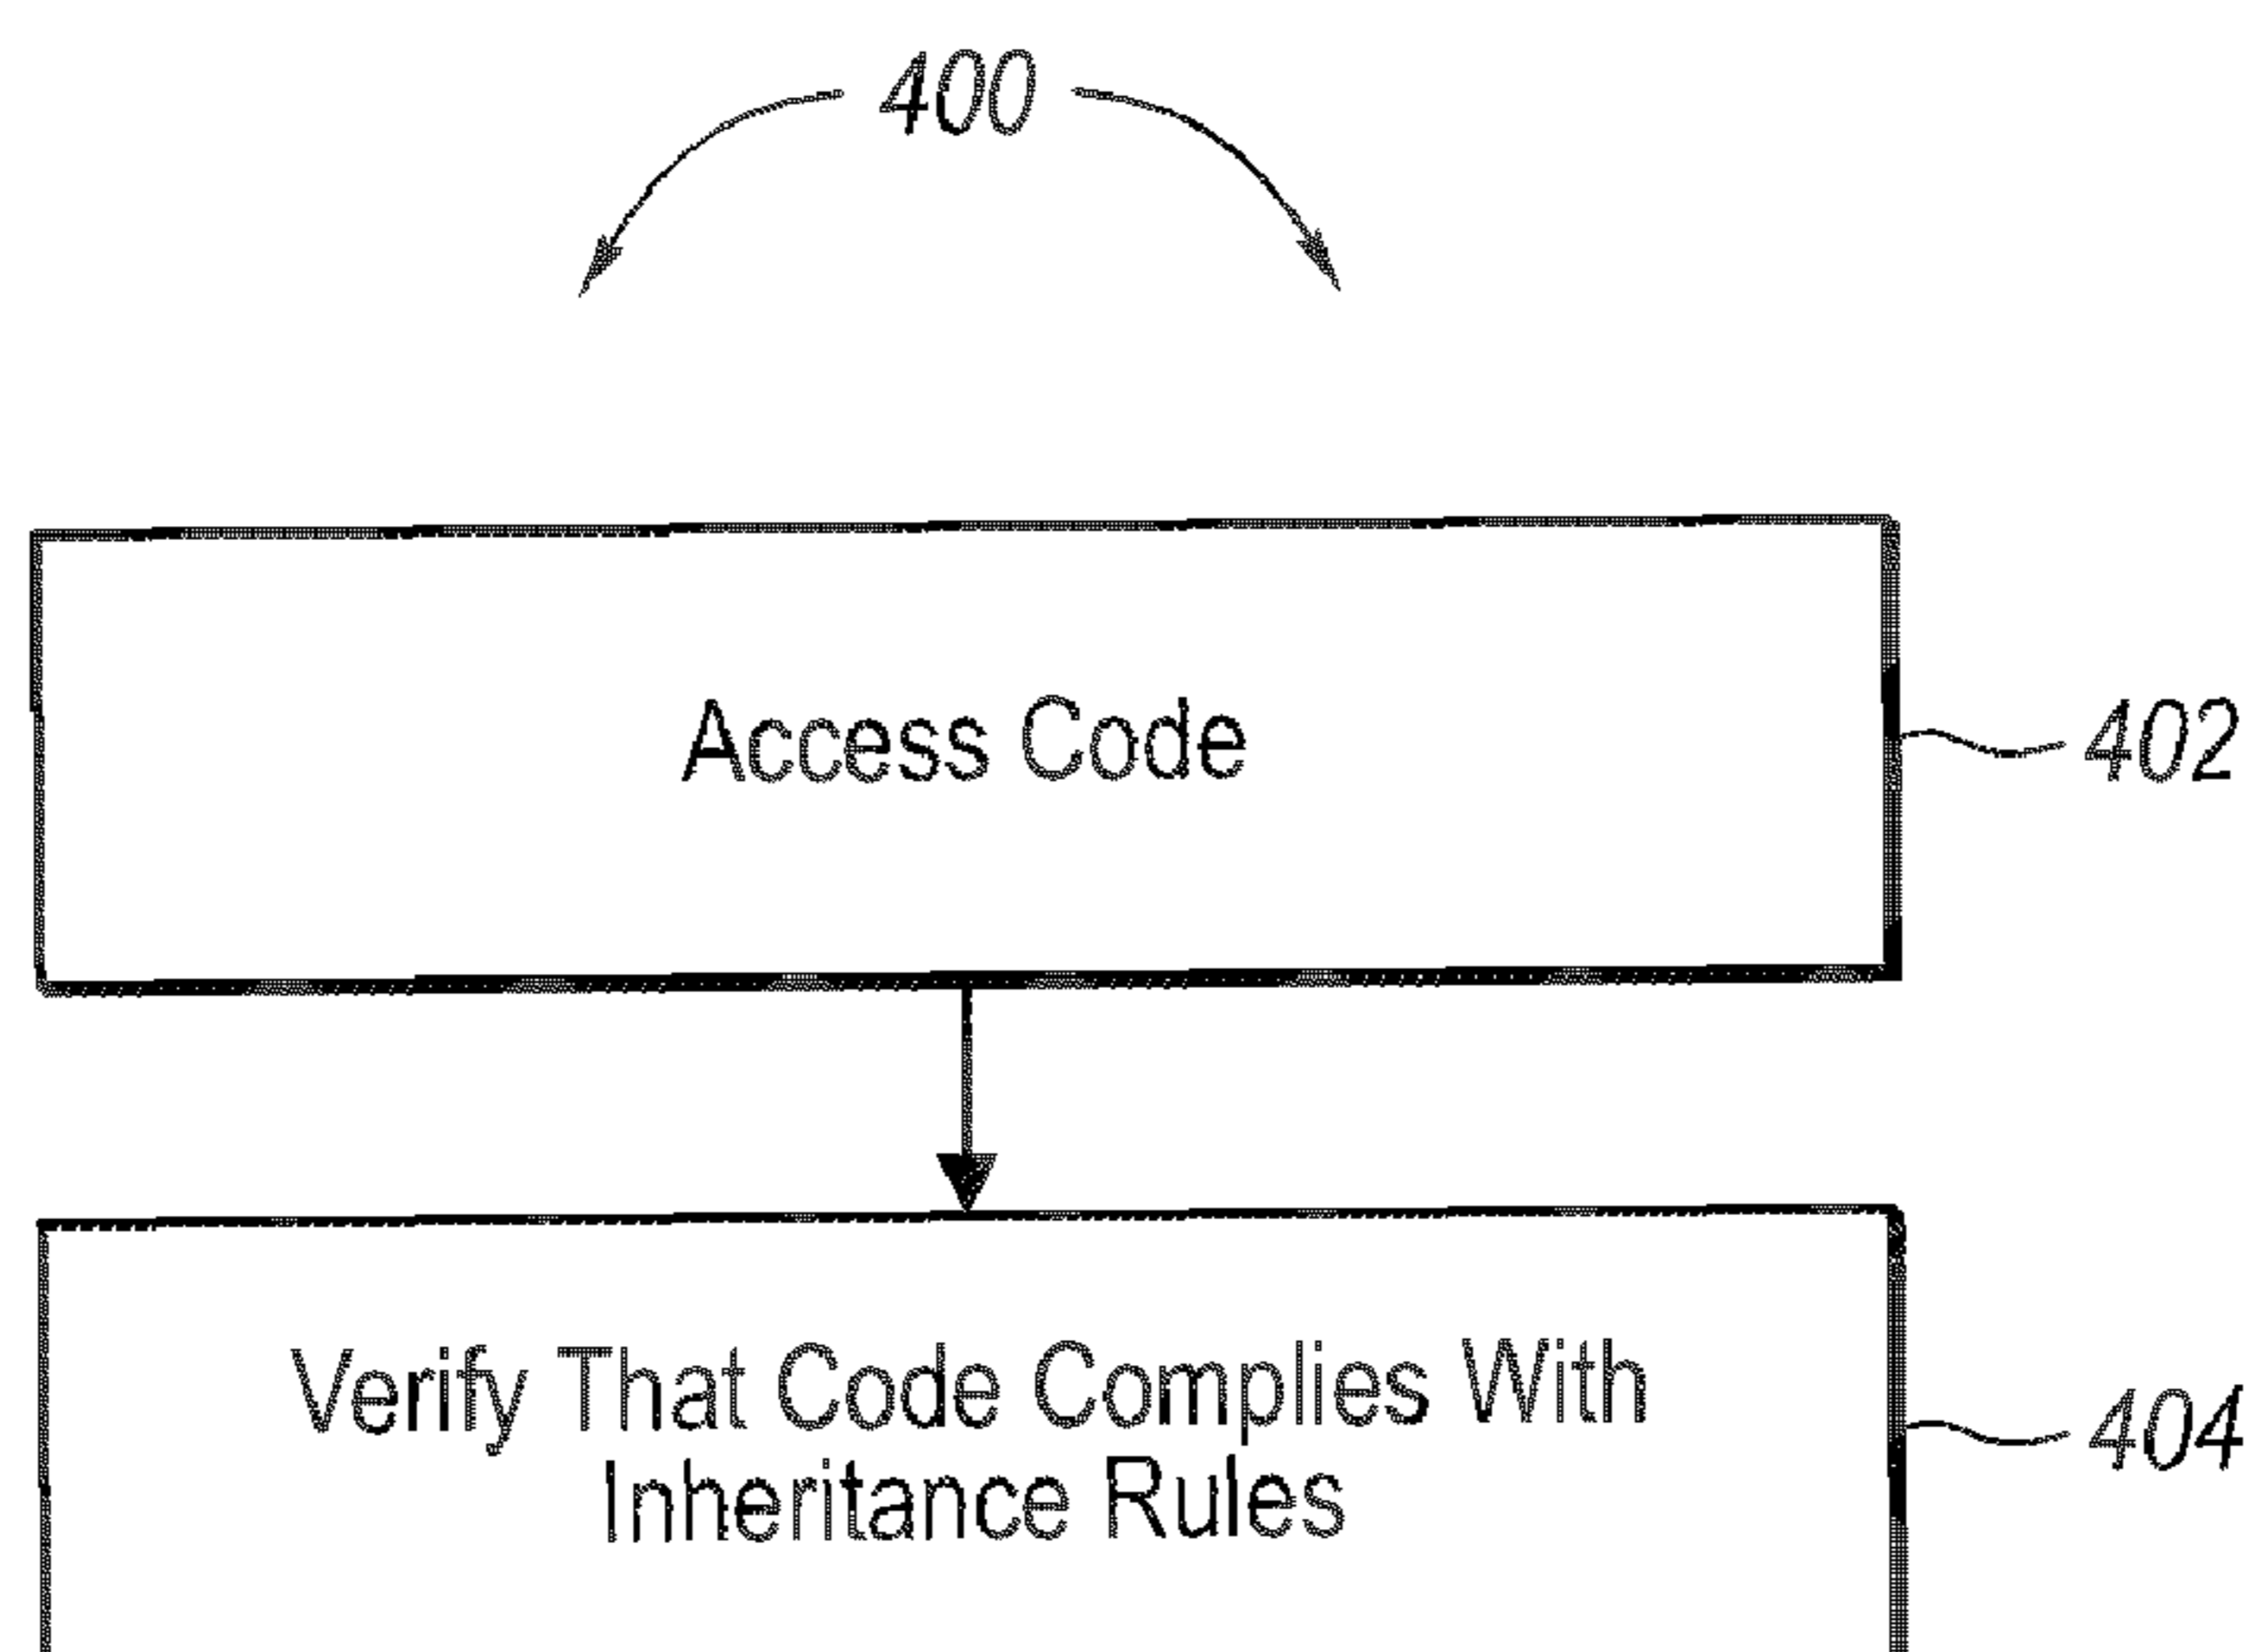 400
Access Code
402
Verify That Code Complies With
Inheritance Rules
404